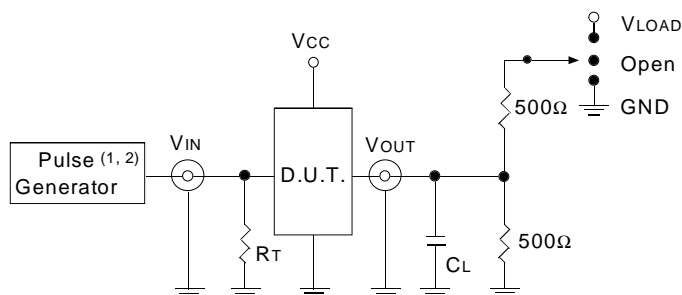 VLOAD
VCC
Open
500Ω
GND
VIN
VOUT
Pulse (1, 2)
Generator
D.U.T.
RT
CL
500Ω